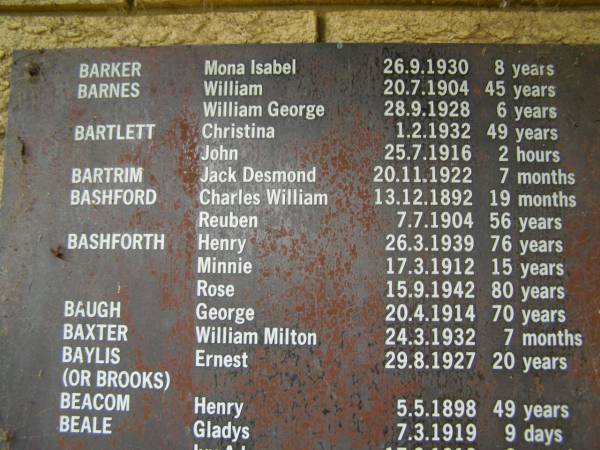 BARKER Mona Isabel 26.9.1930 8 years
BARNES William 20.7.1904 45 years
William George 28.9.1928 6 years
BARTLETT Christina 1.2.1932 49 years
John 25.7.1916 2 hours
BARTRIM Jack Desmond 20.11.1922 7 months
BASHFORD Charles William 13.12.1892 19 months
Reuben 7.7.1904 56 years
BASHFORTH Henry 26.3.1939 76 years
Minnie 17.3.1912 15 years
Rose 15.9.1942 80 years
BAUGH George 20.4.1914 70 years
BAXTER William Milton 24.3.1932 7 months
BAYLIS Ernest 29.8.1927 20 years
(OR BROOKS)
BEACOM Henry 5.5.1898 49 years
BEALE Gladys 7.3.1919 9 days